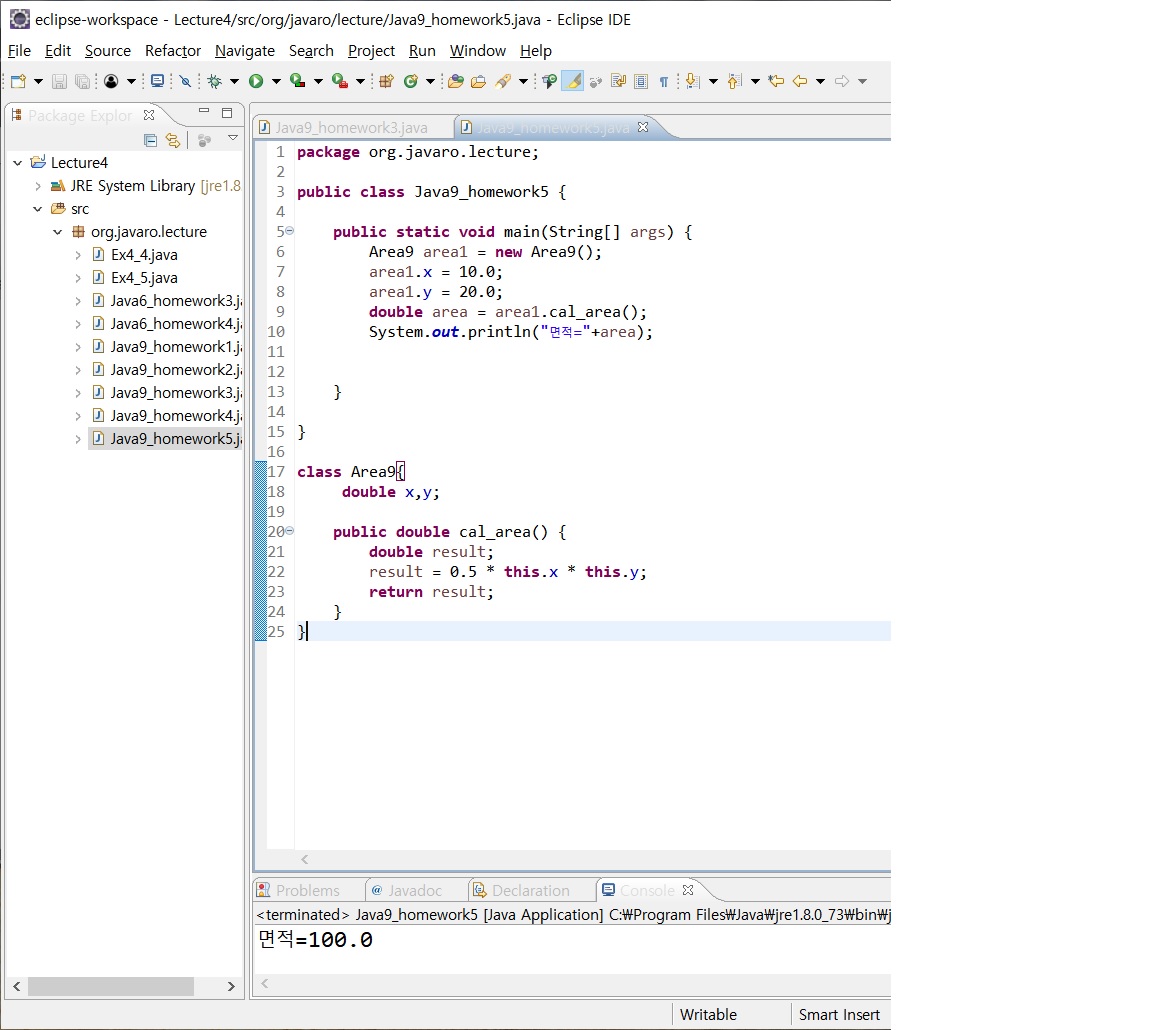 eclipse-workspace - Lecture4/src/org/javaro/lecture/Java9_homework5.java - Eclipse IDE
File Edit Source Refactor Navigate Search Project Run Window Help
Package Explor
Java9_homework3.java
Java9_homework5.java
Lecture4
JRE System Library [jre1.8
src
org.javaro.lecture
Ex4_4.java
Ex4_5.java
Java6_homework3.ja
Java6_homework4.ja
Java9_homework1.ja
Java9_homework2.ja
Java9_homework3.ja
Java9_homework4.ja
Java9_homework5.ja
1 package org.javaro.lecture;
2
3 public class Java9_homework5 {
4
5 public static void main(String[] args) {
6 Area9 area1 = new Area9();
7 area1.x = 10.0;
8 area1.y = 20.0;
9 double area = area1.cal_area();
10 System.out.println("면적="+area);
11
12
13 }
14
15 }
16
17 class Area9{
18 double x,y;
19
20 public double cal_area() {
21 double result;
22 result = 0.5 * this.x * this.y;
23 return result;
24 }
25 }
Problems @ Javadoc Declaration Console
<terminated> Java9_homework5 [Java Application] C:₩Program Files₩Java₩jre1.8.0_73₩bin₩j
면적=100.0
Writable Smart Insert